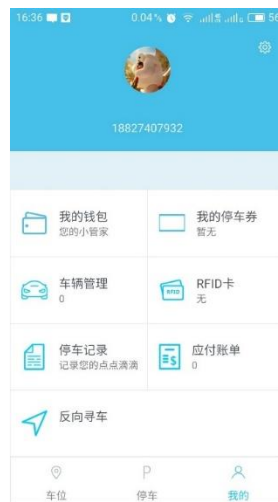 16:36 0.04% 56
18827407932
我的钱包
您的小管家
我的停车券
暂无
车辆管理
0
RFID卡
无
RFID
停车记录
记录您的点点滴滴
应付账单
0
反向寻车
P
车位 停车 我的